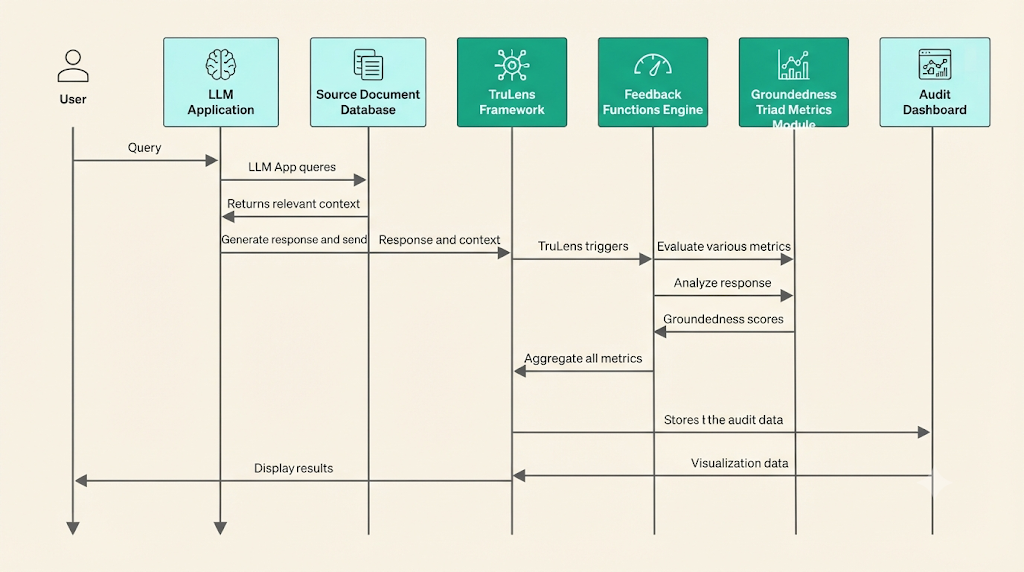 User
LLM
Application
Source Document
Database
TruLens
Framework
Feedback
Functions Engine
Groundedness
Triad Metrics
Module
Audit
Dashboard
Query
LLM App queres
Returns relevant context
Generate response and send
Response and context
TruLens triggers
Evaluate various metrics
Analyze response
Groundedness scores
Aggregate all metrics
Stores the audit data
Visualization data
Display results